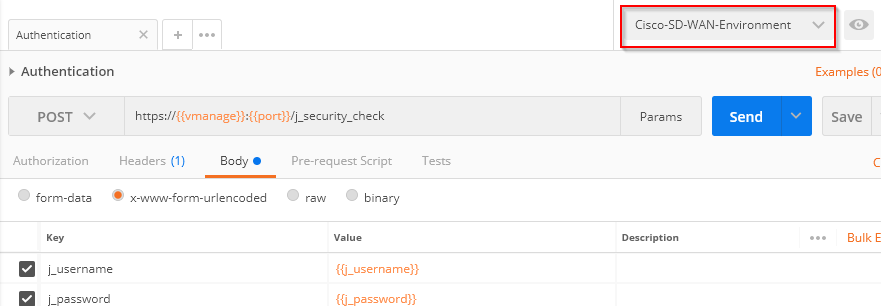 Cisco-SD-WAN-Environment
Authentication
Authentication
Examples (0
POST https://{{vmanage}}:{{port}}/j_security_check Params Send Save
Authorization Headers (1) Body Pre-request Script Tests C
form-data x-www-form-urlencoded raw binary
Key Value Description Bulk E
j_username {{j_username}}
j_password {{j_password}}